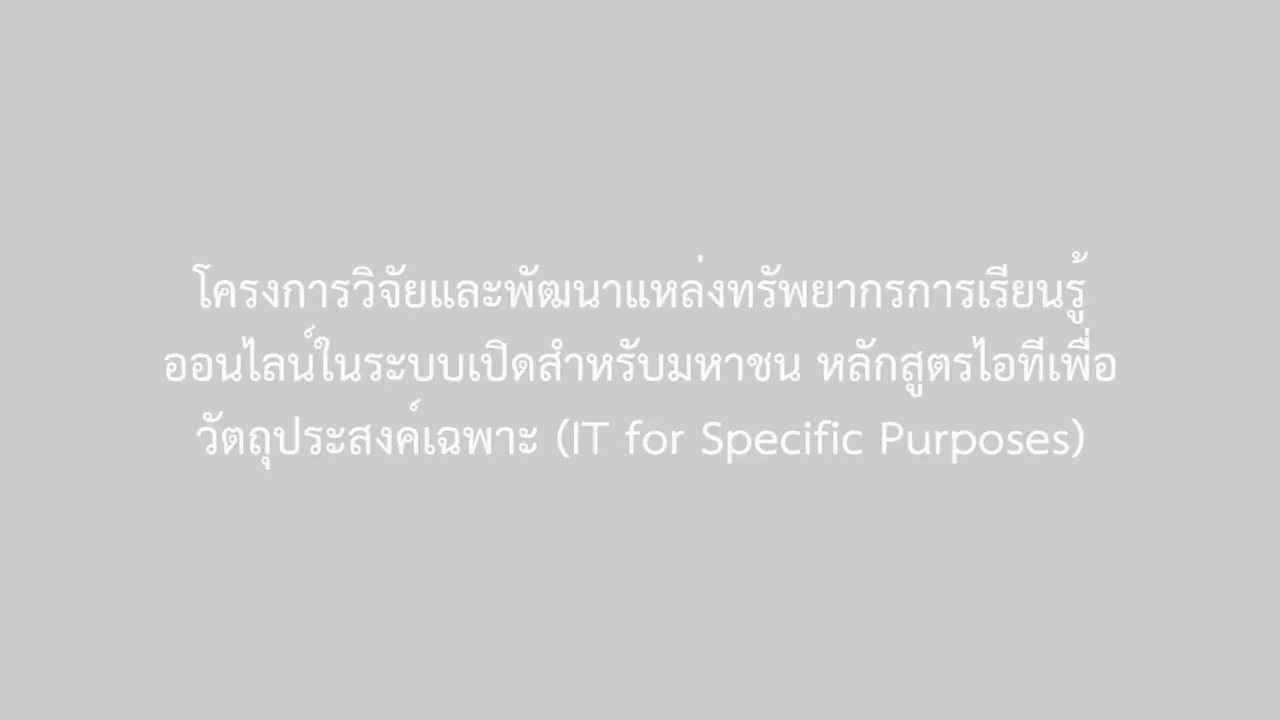 โครงการวิจัยและพัฒนาแหล่งทรัพยากรการเรียนรู้
ออนไลน์ในระบบเปิดสำหรับมหาชน หลักสูตรไอทีเพื่อ
วัตถุประสงค์เฉพาะ (IT for Specific Purposes)